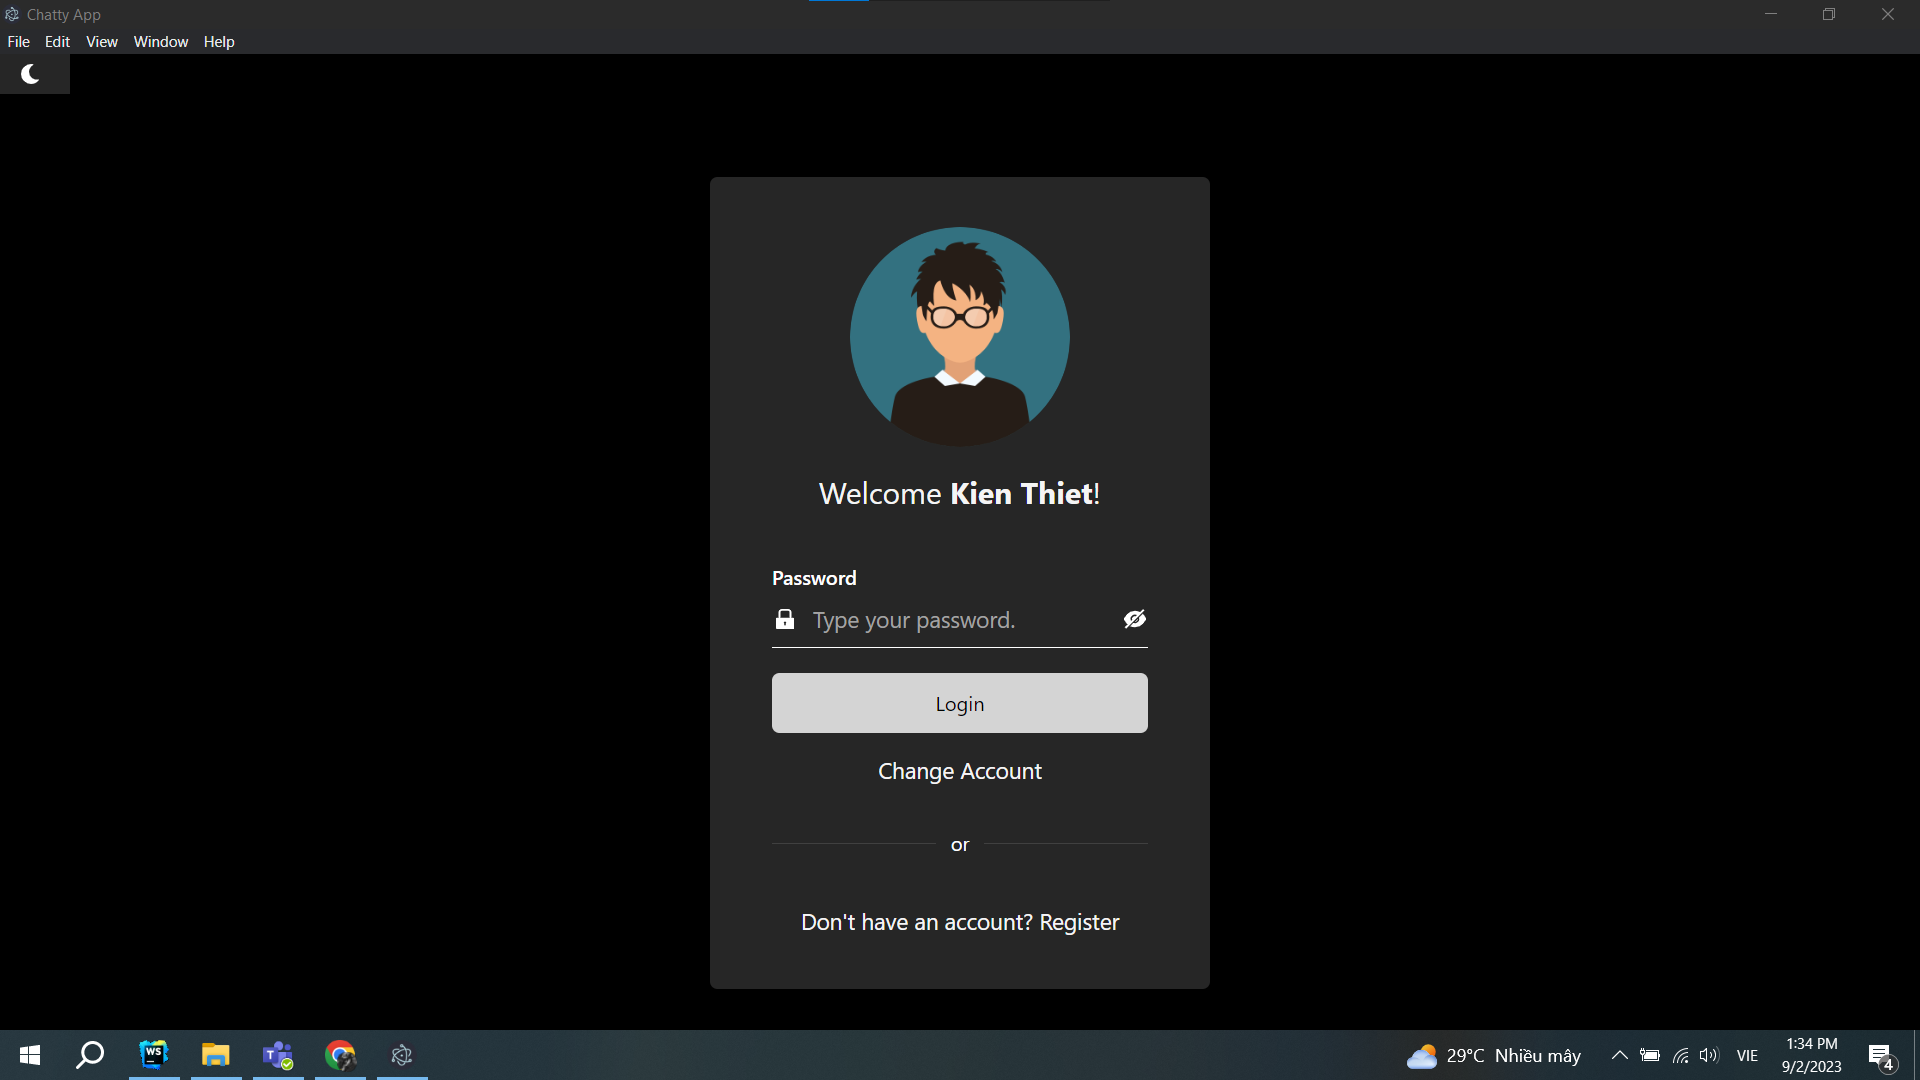 Chatty App
File Edit View Window Help
Welcome Kien Thiet!
Password
Type your password.
Login
Change Account
or
Don't have an account? Register
WS
T
29°C Nhiều mây
VIE
1:34 PM
9/2/2023
4